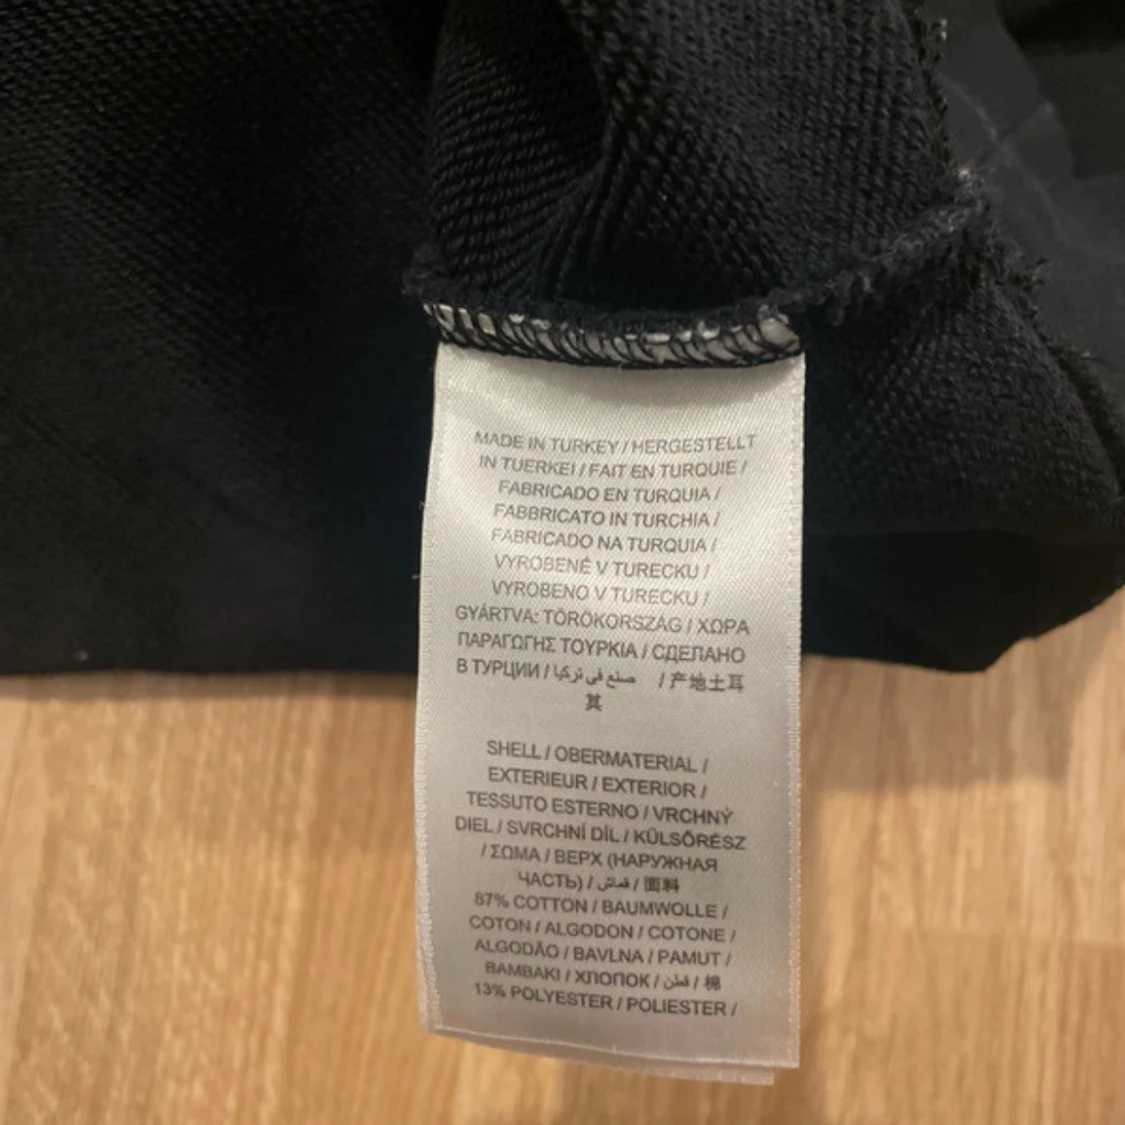 MADE IN TURKEY / HERGESTELLT
IN TUERKEI / FAIT EN TURQUIE /
FABRICADO EN TURQUIA /
FABBRICATO IN TURCHIA /
FABRICADO NA TURQUIA /
VYROBENÉ V TURECKU /
VYROBENO V TURECKU /
GYÁRTVA: TÖRÖKORSZÁG / ΧΩΡΑ
ΠΑΡΑΓΩΓΗΣ ΤΟΥΡΚΙΑ / СДЕЛАНО
В ТУРЦИИ / صنع في تركيا / 产地土耳
其
SHELL / OBERMATERIAL /
EXTERIEUR / EXTERIOR /
TESSUTO ESTERNO / VRCHNÝ
DIEL / SVRCHNÍ DÍL / KÜLSŐRÉSZ
/ ΣΩΜΑ / ВЕРХ (НАРУЖНАЯ
ЧАСТЬ) / قماش / 面料
87% COTTON / BAUMWOLLE /
COTON / ALGODON / COTONE /
ALGODÃO / BAVLNA / PAMUT /
BAMBAKI / ХЛОПОК / قطن / 棉
13% POLYESTER / POLIESTER /